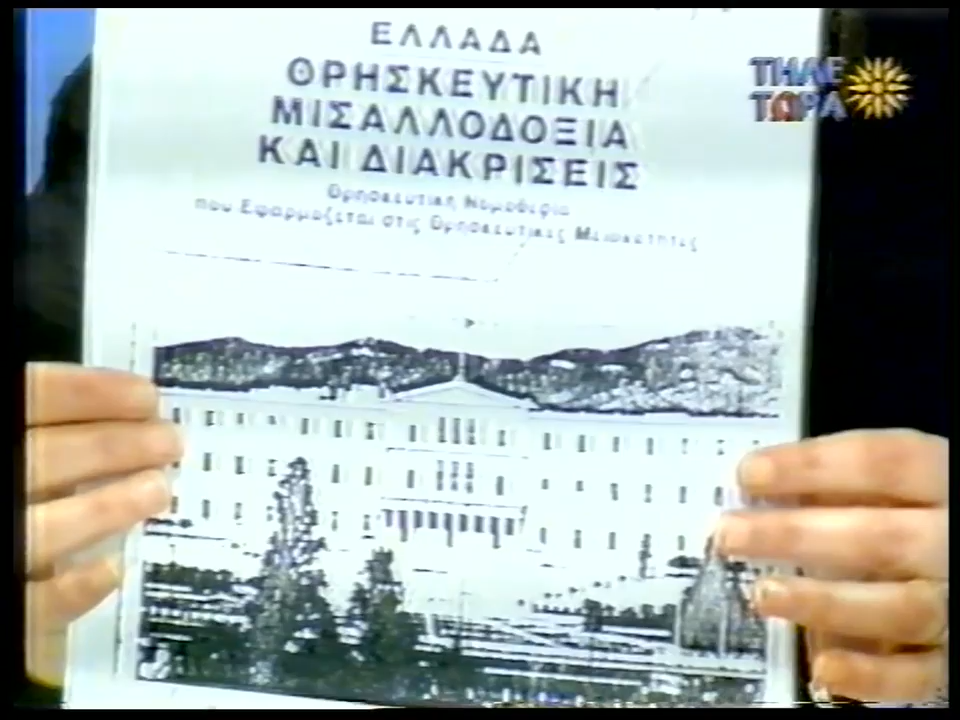 ΕΛΛΑΔΑ
ΘΡΗΣΚΕΥΤΙΚΗ
ΜΙΣΑΛΛΟΔΟΞΙΑ
ΚΑΙ ΔΙΑΚΡΙΣΕΙΣ
Θρησκευτική Νομοθεσία
που Εφαρμόζεται στις Θρησκευτικές Μειονότητες
ΤΗΛΕ
ΤΩΡΑ